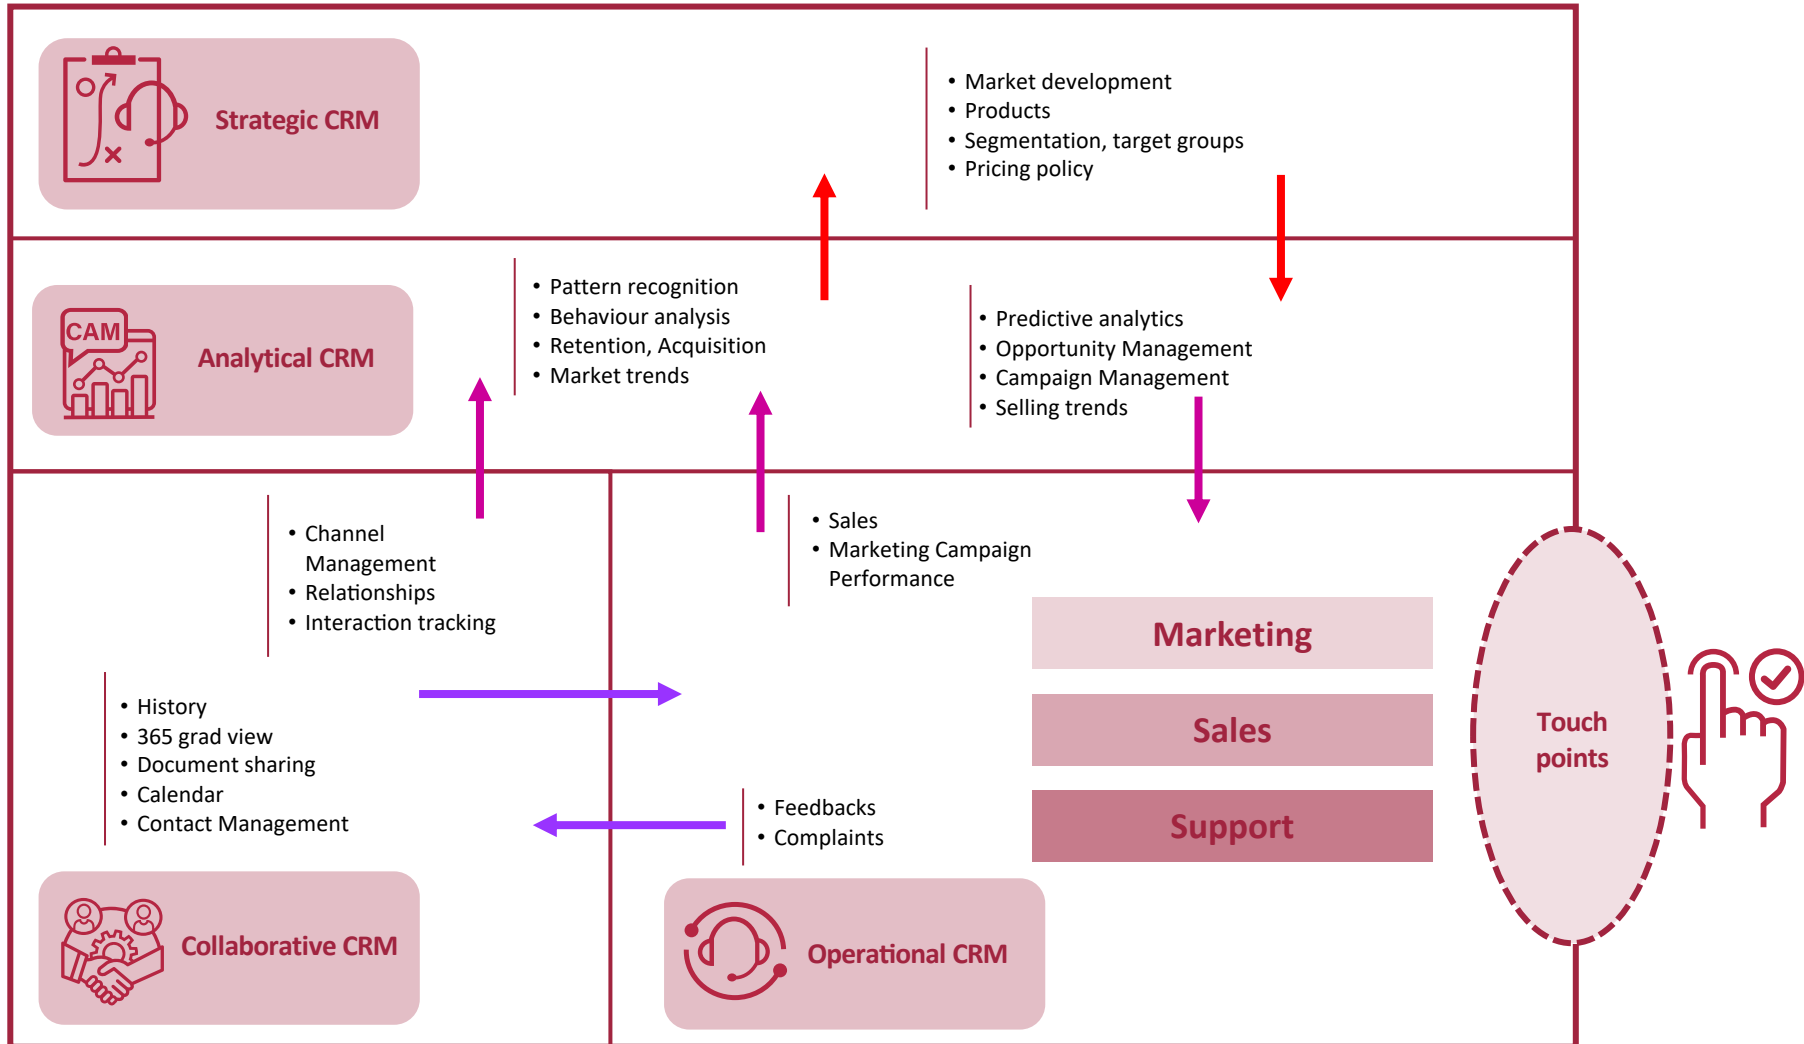 Strategic CRM
• Market development
• Products
• Segmentation, target groups
• Pricing policy
CAM
Analytical CRM
• Pattern recognition
• Behaviour analysis
• Retention, Acquisition
• Market trends
• Predictive analytics
• Opportunity Management
• Campaign Management
• Selling trends
• Channel
Management
• Relationships
• Interaction tracking
• Sales
• Marketing Campaign
Performance
• History
• 365 grad view
• Document sharing
• Calendar
• Contact Management
• Feedbacks
• Complaints
Marketing
Sales
Support
Touch
points
Collaborative CRM
Operational CRM